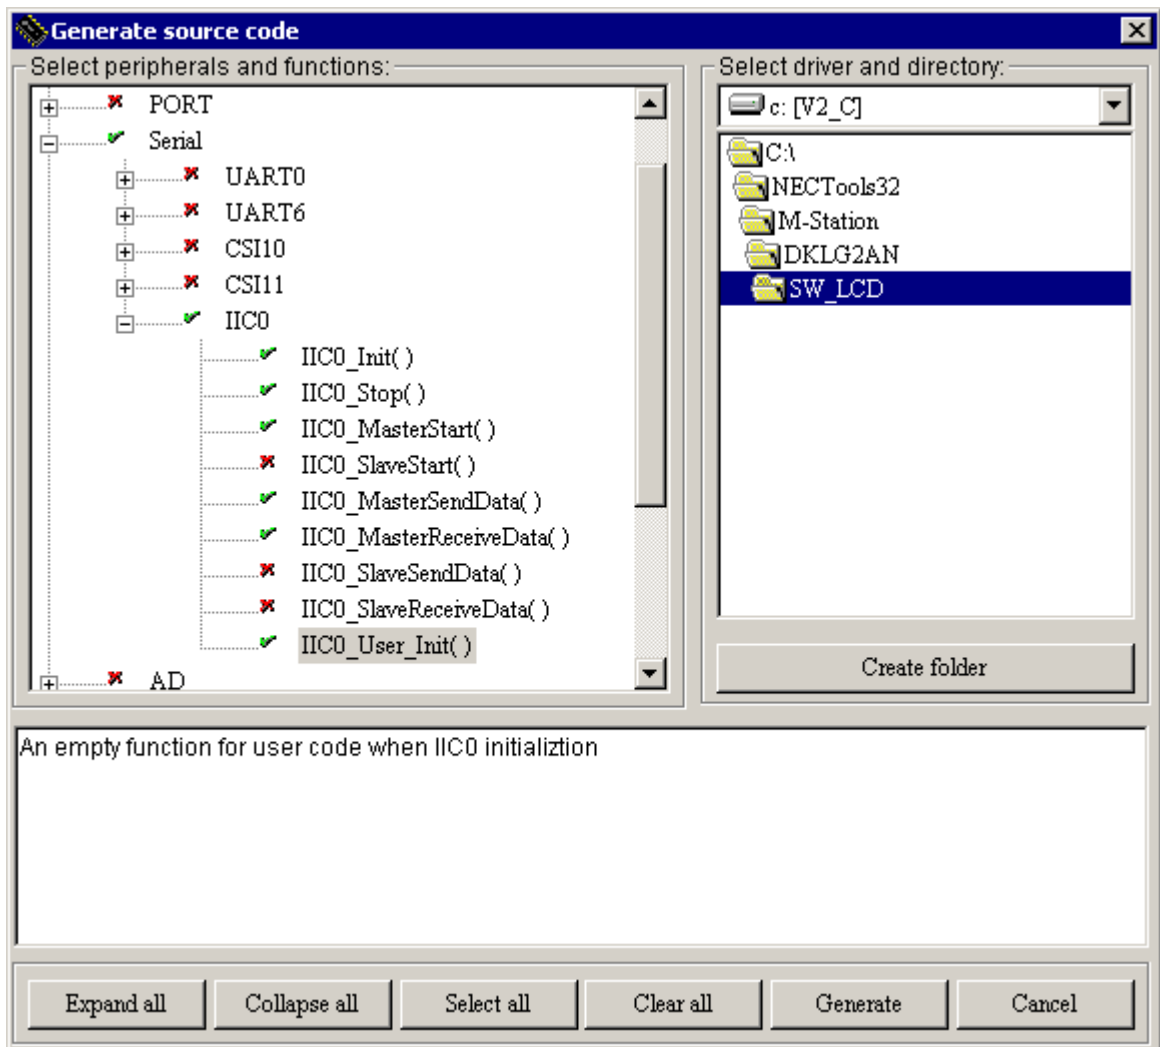 Generate source code
Select peripherals and functions:
PORT
Serial
UART0
UART6
CSI10
CSI11
IIC0
IIC0_Init( )
IIC0_Stop( )
IIC0_MasterStart( )
IIC0_SlaveStart( )
IIC0_MasterSendData( )
IIC0_MasterReceiveData( )
IIC0_SlaveSendData( )
IIC0_SlaveReceiveData( )
IIC0_User_Init( )
AD
Select driver and directory:
c: [V2_C]
C:\
NECTools32
M-Station
DKLG2AN
SW_LCD
Create folder
An empty function for user code when IIC0 initializtion
Expand all
Collapse all
Select all
Clear all
Generate
Cancel